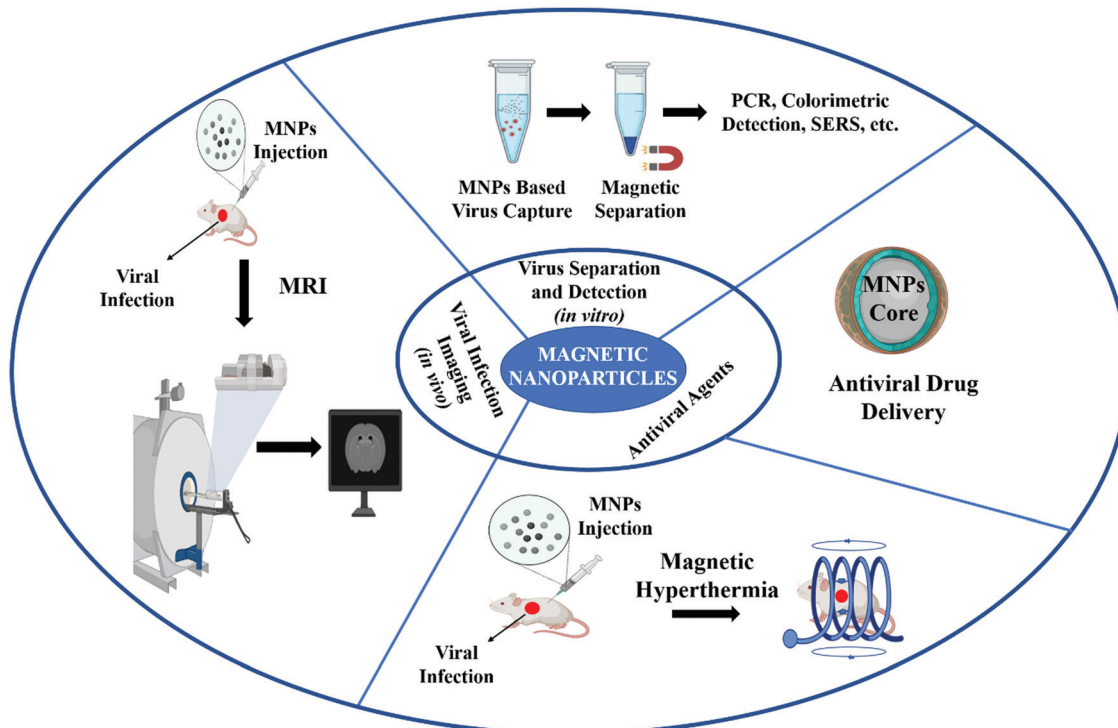 MNPs
Injection
Viral
Infection
MRI
MNPs Based
Virus Capture
Magnetic
Separation
PCR, Colorimetric
Detection, SERS, etc.
Virus Separation
and Detection
(in vitro)
Viral Infection
Imaging
(in vivo)
MAGNETIC
NANOPARTICLES
Antiviral Agents
MNPs
Core
Antiviral Drug
Delivery
MNPs
Injection
Viral
Infection
Magnetic
Hyperthermia